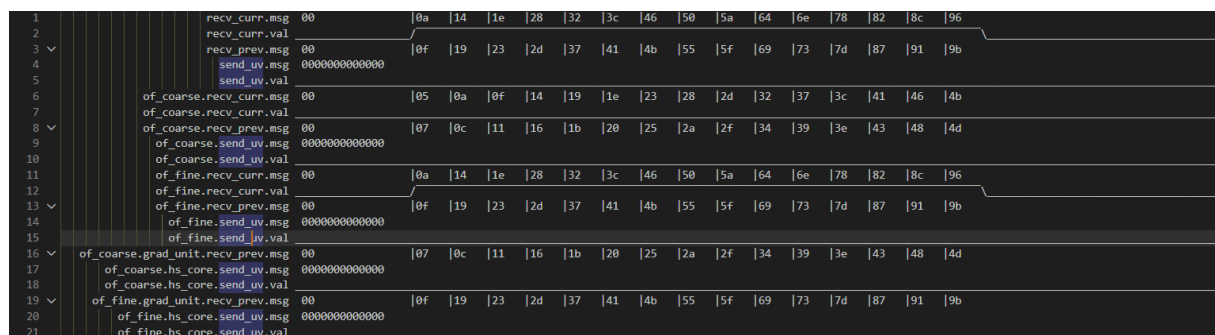 1 recv_curr.msg 00 |0a |14 |1e |28 |32 |3c |46 |50 |5a |64 |6e |78 |82 |8c |96
2 recv_curr.val ___/ \___
3 recv_prev.msg 00 |0f |19 |23 |2d |37 |41 |4b |55 |5f |69 |73 |7d |87 |91 |9b
4 send_uv.msg 0000000000000
5 send_uv.val
6 of_coarse.recv_curr.msg 00 |05 |0a |0f |14 |19 |1e |23 |28 |2d |32 |37 |3c |41 |46 |4b
7 of_coarse.recv_curr.val
8 of_coarse.recv_prev.msg 00 |07 |0c |11 |16 |1b |20 |25 |2a |2f |34 |39 |3e |43 |48 |4d
9 of_coarse.send_uv.msg 0000000000000
10 of_coarse.send_uv.val
11 of_fine.recv_curr.msg 00 |0a |14 |1e |28 |32 |3c |46 |50 |5a |64 |6e |78 |82 |8c |96
12 of_fine.recv_curr.val ___/ \___
13 of_fine.recv_prev.msg 00 |0f |19 |23 |2d |37 |41 |4b |55 |5f |69 |73 |7d |87 |91 |9b
14 of_fine.send_uv.msg 0000000000000
15 of_fine.send_uv.val
16 of_coarse.grad_unit.recv_prev.msg 00 |07 |0c |11 |16 |1b |20 |25 |2a |2f |34 |39 |3e |43 |48 |4d
17 of_coarse.hs_core.send_uv.msg 0000000000000
18 of_coarse.hs_core.send_uv.val
19 of_fine.grad_unit.recv_prev.msg 00 |0f |19 |23 |2d |37 |41 |4b |55 |5f |69 |73 |7d |87 |91 |9b
20 of_fine.hs_core.send_uv.msg 0000000000000
21 of_fine.hs_core.send_uv.val